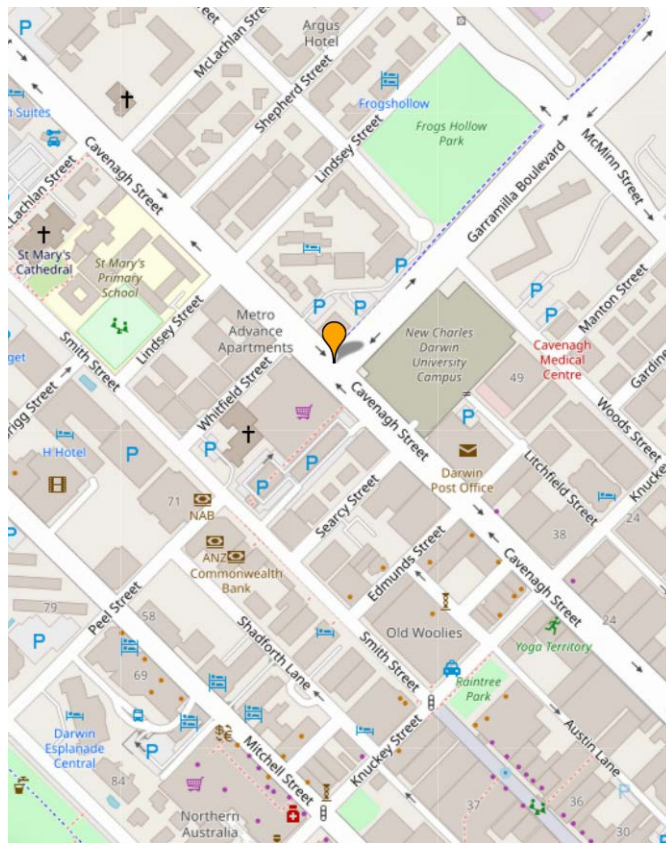 Argus
Hotel
McLachlan Street
Shepherd Street
Frogshollow
Lindsey Street
Frogs Hollow
Park
McMinn Street
n Suites
Cavenagh Street
Garramilla Boulevard
Lachlan Street
St Mary's
Cathedral
St Mary's
Primary
School
Manton Street
Lindsey Street
Metro
Advance
Apartments
New Charles
Darwin
University
Campus
Cavenagh
Medical
Centre
Gardin
Smith Street
get
rigg Street
Whitfield Street
49
Cavenagh Street
Woods Street
H Hotel
Darwin
Post Office
Litchfield Street
Knucke
71
NAB
Searcy Street
24
38
ANZ
Commonwealth
Bank
Edmunds Street
Cavenagh Street
79
Peel Street
58
Old Woolies
24
Smith Street
Yoga Territory
Shadforth Lane
69
Raintree
Park
Austin Lane
Darwin
Esplanade
Central
Mitchell Street
Knuckey Street
84
37
36
30
Northern
Australia